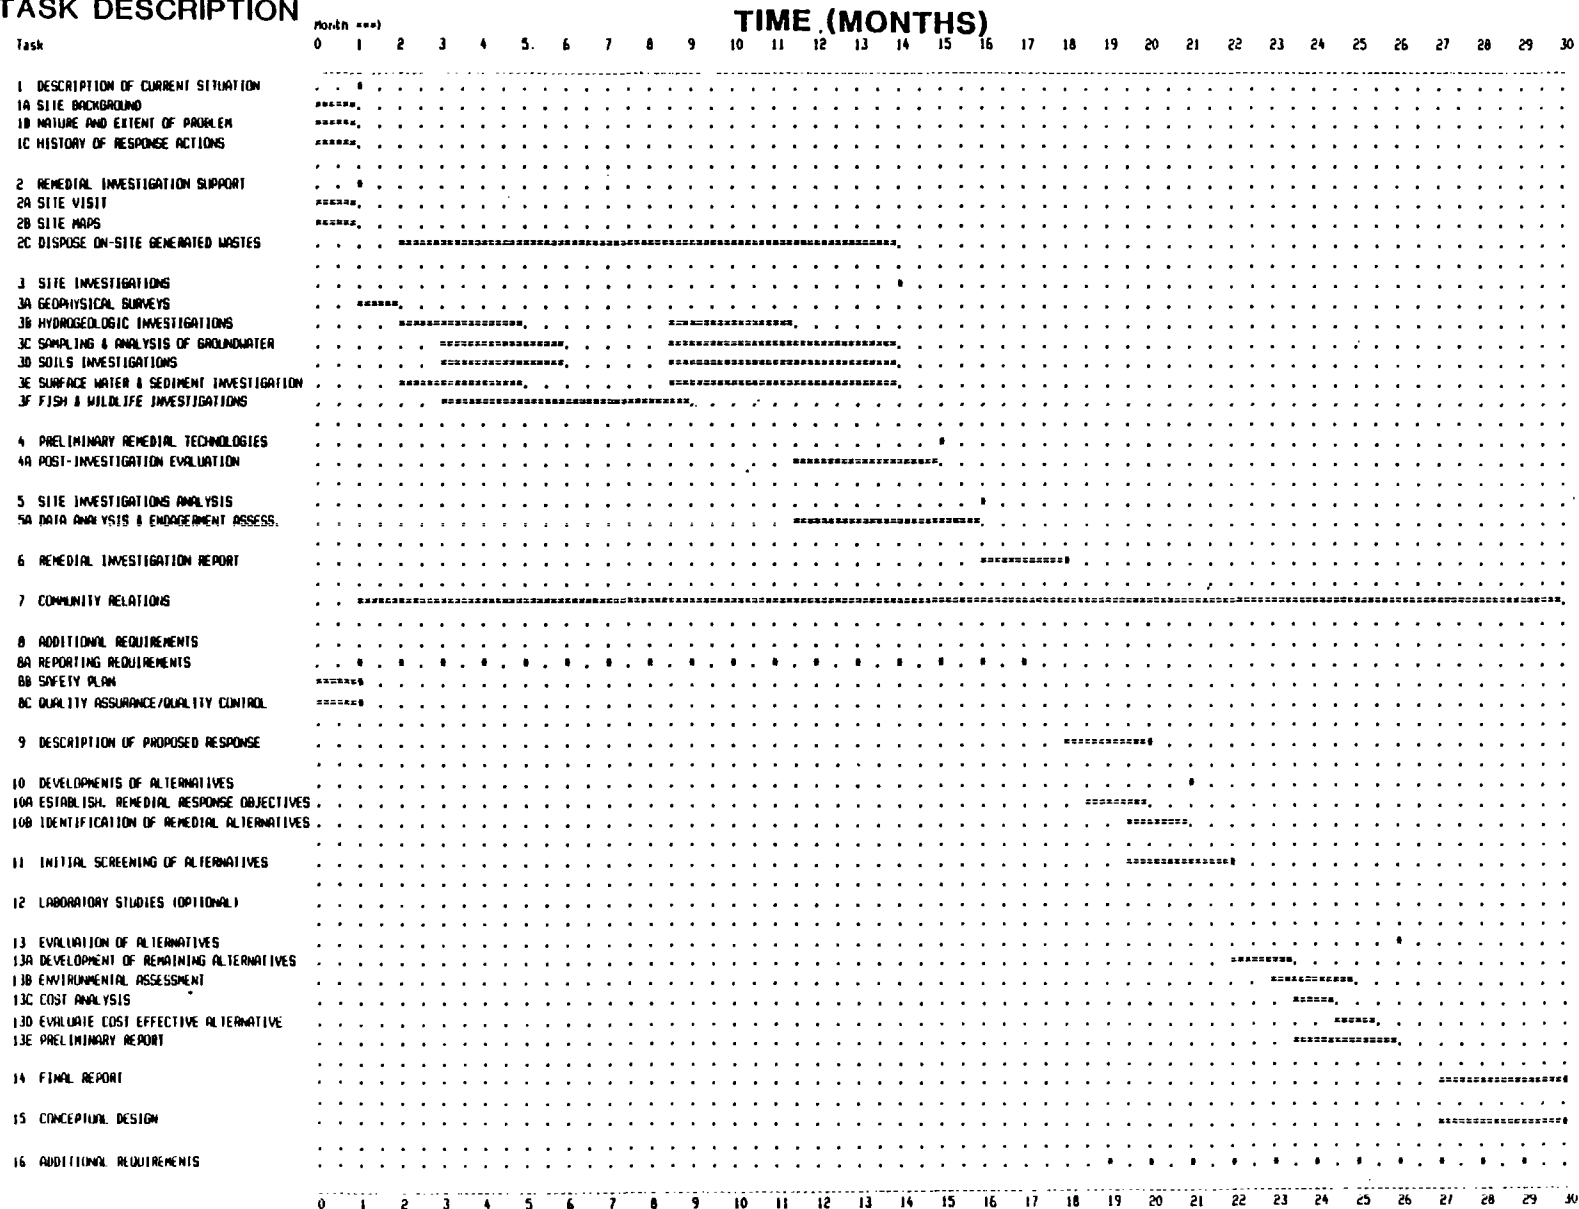 TASK DESCRIPTION
TIME (MONTHS)
Month ===)
Task 0 1 2 3 4 5 6 7 8 9 10 11 12 13 14 15 16 17 18 19 20 21 22 23 24 25 26 27 28 29 30
1 DESCRIPTION OF CURRENT SITUATION
1A SITE BACKGROUND
1B NATURE AND EXTENT OF PROBLEM
1C HISTORY OF RESPONSE ACTIONS
2 REMEDIAL INVESTIGATION SUPPORT
2A SITE VISIT
2B SITE MAPS
2C DISPOSE ON-SITE GENERATED WASTES
3 SITE INVESTIGATIONS
3A GEOPHYSICAL SURVEYS
3B HYDROGEOLOGIC INVESTIGATIONS
3C SAMPLING & ANALYSIS OF GROUNDWATER
3D SOILS INVESTIGATIONS
3E SURFACE WATER & SEDIMENT INVESTIGATION
3F FISH & WILDLIFE INVESTIGATIONS
4 PRELIMINARY REMEDIAL TECHNOLOGIES
4A POST-INVESTIGATION EVALUATION
5 SITE INVESTIGATIONS ANALYSIS
5A DATA ANALYSIS & ENDAGERMENT ASSESS.
6 REMEDIAL INVESTIGATION REPORT
7 COMMUNITY RELATIONS
8 ADDITIONAL REQUIREMENTS
8A REPORTING REQUIREMENTS
8B SAFETY PLAN
8C QUALITY ASSURANCE/QUALITY CONTROL
9 DESCRIPTION OF PROPOSED RESPONSE
10 DEVELOPMENTS OF ALTERNATIVES
10A ESTABLISH. REMEDIAL RESPONSE OBJECTIVES
10B IDENTIFICATION OF REMEDIAL ALTERNATIVES
11 INITIAL SCREENING OF ALTERNATIVES
12 LABORATORY STUDIES (OPTIONAL)
13 EVALUATION OF ALTERNATIVES
13A DEVELOPMENT OF REMAINING ALTERNATIVES
13B ENVIRONMENTAL ASSESSMENT
13C COST ANALYSIS
13D EVALUATE COST EFFECTIVE ALTERNATIVE
13E PRELIMINARY REPORT
14 FINAL REPORT
15 CONCEPTUAL DESIGN
16 ADDITIONAL REQUIREMENTS
0 1 2 3 4 5 6 7 8 9 10 11 12 13 14 15 16 17 18 19 20 21 22 23 24 25 26 27 28 29 30